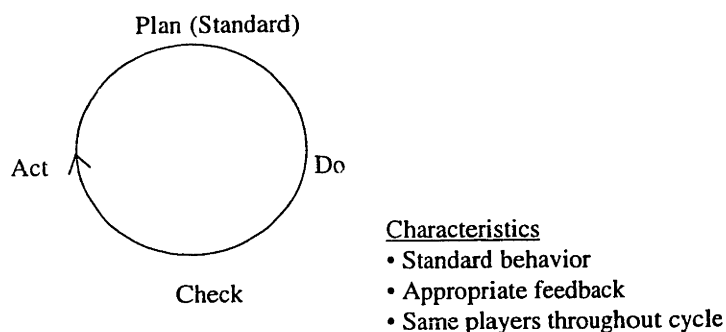 Plan (Standard)
Act
Do
Check
Characteristics
• Standard behavior
• Appropriate feedback
• Same players throughout cycle